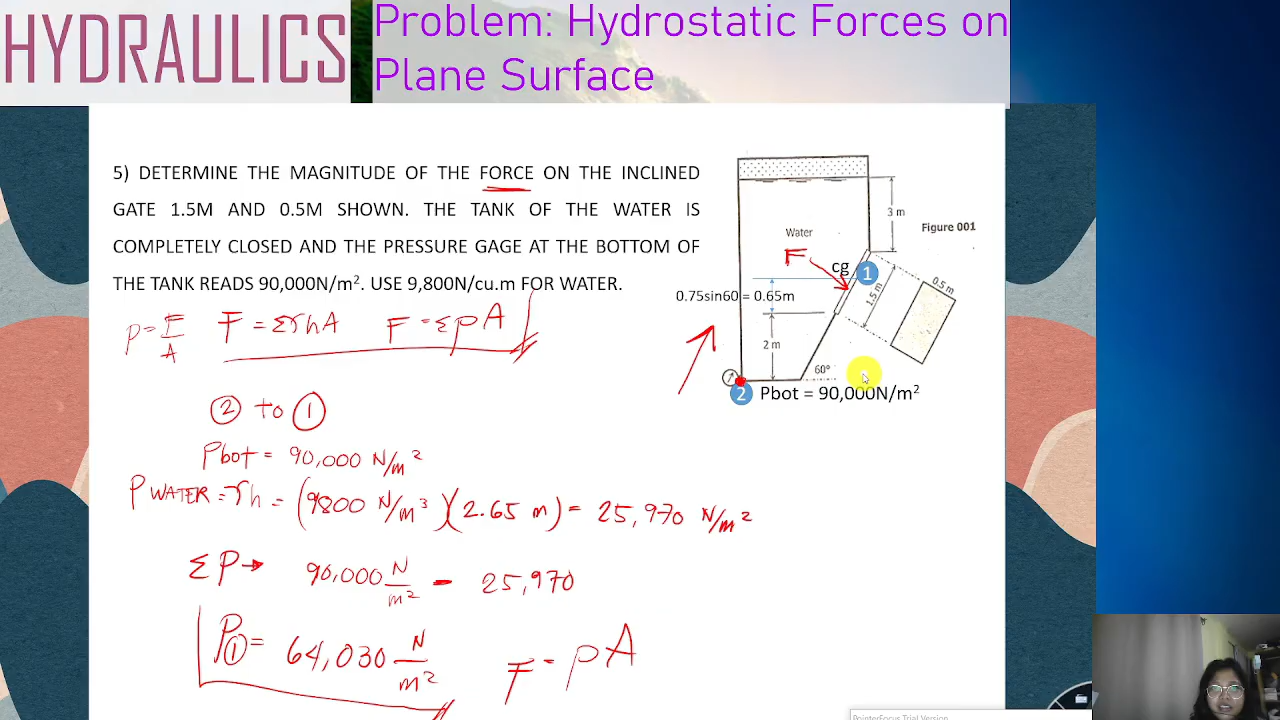 HYDRAULICS
Problem: Hydrostatic Forces on
Plane Surface
5) DETERMINE THE MAGNITUDE OF THE FORCE ON THE INCLINED
GATE 1.5M AND 0.5M SHOWN. THE TANK OF THE WATER IS
COMPLETELY CLOSED AND THE PRESSURE GAGE AT THE BOTTOM OF
THE TANK READS 90,000N/m². USE 9,800N/cu.m FOR WATER.
3 m
Water
Figure 001
F
cg
1
0.5 m
1.5 m
0.75sin60 = 0.65m
2 m
60°
2
Pbot = 90,000N/m²
P = F/A F = ΣγhA F = ΣpA
② to ①
Pbot = 90,000 N/m²
P WATER = γh = (9800 N/m³)(2.65 m) = 25,970 N/m²
ΣP→ 90,000 N/m² - 25,970
P① = 64,030 N/m² F = PA
PointerFocus Trial Version